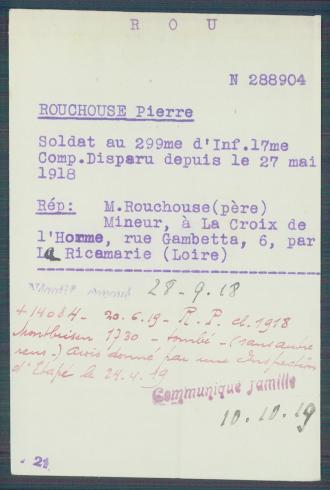 R O U
N 288904
ROUCHOUSE Pierre
Soldat au 299me d'Inf.17me
Comp.Disparu depuis le 27 mai
1918
Rép: M.Rouchouse(père)
Mineur, à La Croix de
l'Horme, rue Gambetta, 6, par
La Ricamarie (Loire)
28-9.18
+14084- 20.6.19- R.P. cl.1918
Montbrison 1730 - tombé - (sans autre
rens-) avis donné par une Inspection
d'Etapé le 24.4.19
Communiqué famille
10.10.19
- 21